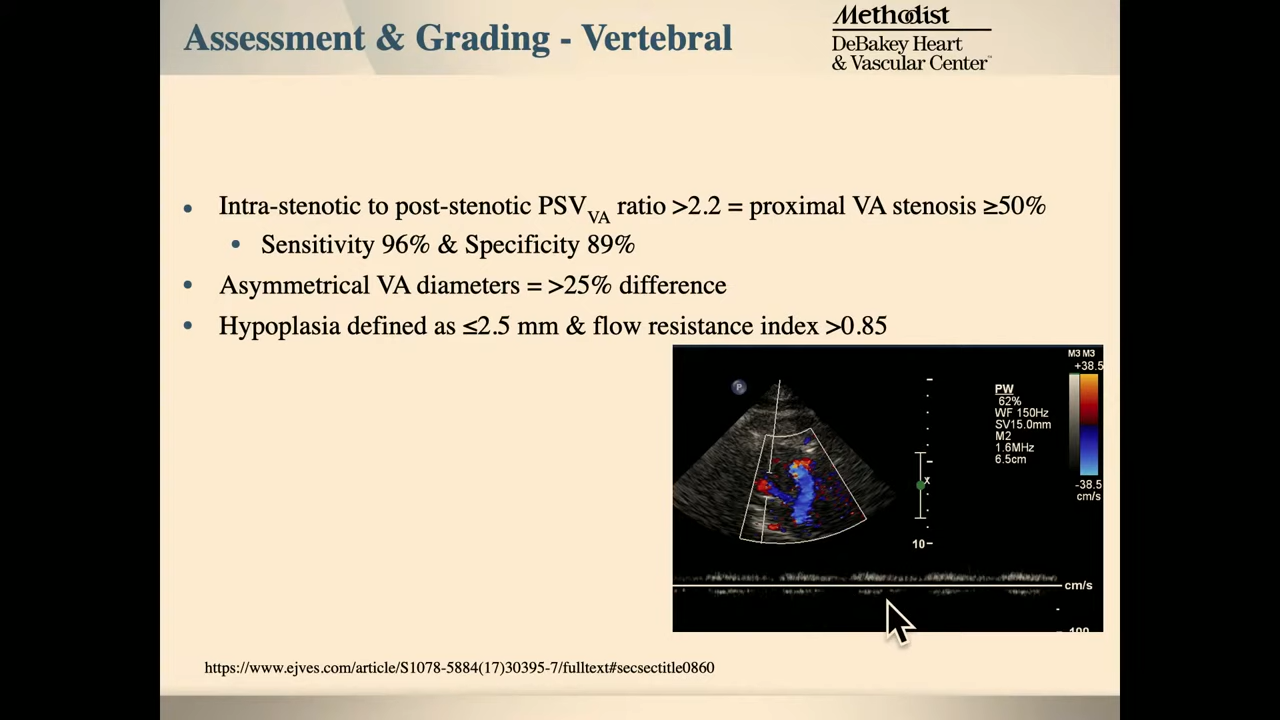 Assessment & Grading - Vertebral
Methodist
DeBakey Heart
& Vascular Center™
• Intra-stenotic to post-stenotic PSVVA ratio >2.2 = proximal VA stenosis ≥50%
• Sensitivity 96% & Specificity 89%
• Asymmetrical VA diameters = >25% difference
• Hypoplasia defined as ≤2.5 mm & flow resistance index >0.85
M3 M3
+38.5
P
PW
62%
WF 150Hz
SV15.0mm
M2
1.6MHz
6.5cm
x
-38.5
cm/s
10
cm/s
100
https://www.ejves.com/article/S1078-5884(17)30395-7/fulltext#secsectitle0860